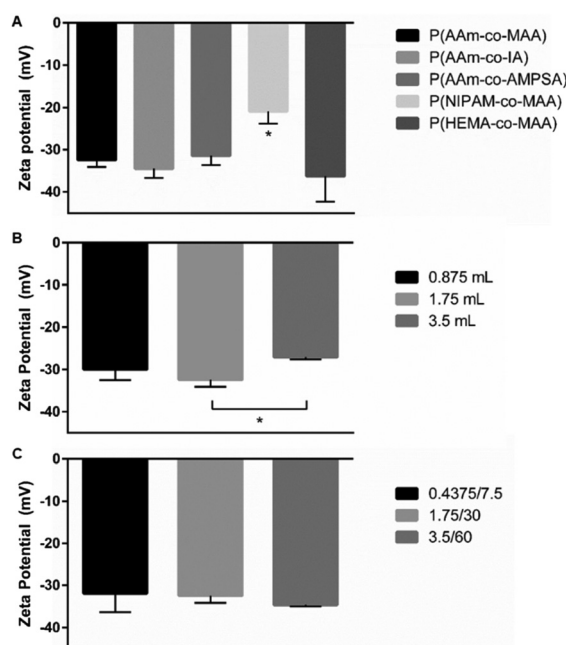 A
Zeta potential (mV)
0
-10
-20
-30
-40
*
P(AAm-co-MAA)
P(AAm-co-IA)
P(AAm-co-AMPSA)
P(NIPAM-co-MAA)
P(HEMA-co-MAA)
B
Zeta Potential (mV)
0
-10
-20
-30
-40
*
0.875 mL
1.75 mL
3.5 mL
C
Zeta Potential (mV)
0
-10
-20
-30
-40
0.4375/7.5
1.75/30
3.5/60